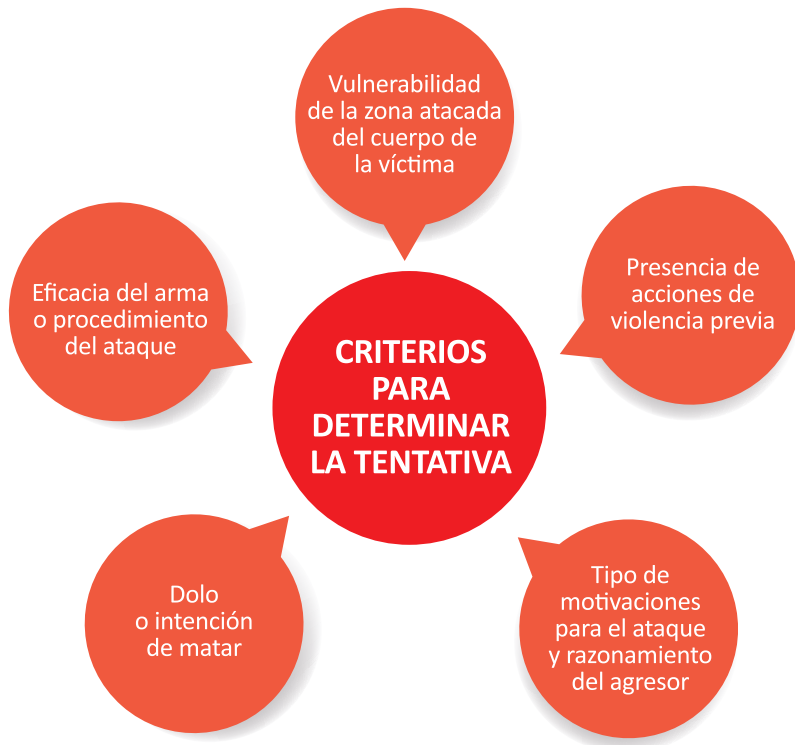 Vulnerabilidad
de la zona atacada
del cuerpo de
la víctima
Eficacia del arma
o procedimiento
del ataque
Presencia de
acciones de
violencia previa
CRITERIOS
PARA
DETERMINAR
LA TENTATIVA
Dolo
o intención
de matar
Tipo de
motivaciones
para el ataque
y razonamiento
del agresor